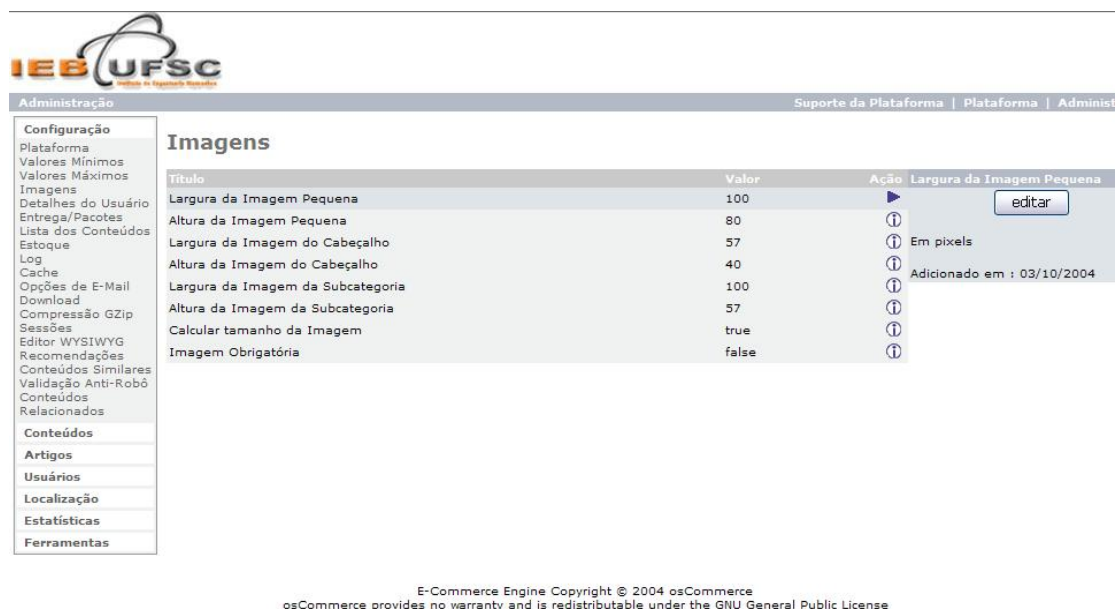 IEB UFSC
Instituto de Engenharia Biomédica
Administração
Suporte da Plataforma | Plataforma | Administ
Configuração
Plataforma
Valores Mínimos
Valores Máximos
Imagens
Detalhes do Usuário
Entrega/Pacotes
Lista dos Conteúdos
Estoque
Log
Cache
Opções de E-Mail
Download
Compressão GZip
Sessões
Editor WYSIWYG
Recomendações
Conteúdos Similares
Validação Anti-Robô
Conteúdos
Relacionados
Conteúdos
Artigos
Usuários
Localização
Estatísticas
Ferramentas
Imagens
Título Valor Ação
Largura da Imagem Pequena 100
Altura da Imagem Pequena 80
Largura da Imagem do Cabeçalho 57
Altura da Imagem do Cabeçalho 40
Largura da Imagem da Subcategoria 100
Altura da Imagem da Subcategoria 57
Calcular tamanho da Imagem true
Imagem Obrigatória false
Largura da Imagem Pequena
editar
Em pixels
Adicionado em : 03/10/2004
E-Commerce Engine Copyright © 2004 osCommerce
osCommerce provides no warranty and is redistributable under the GNU General Public License